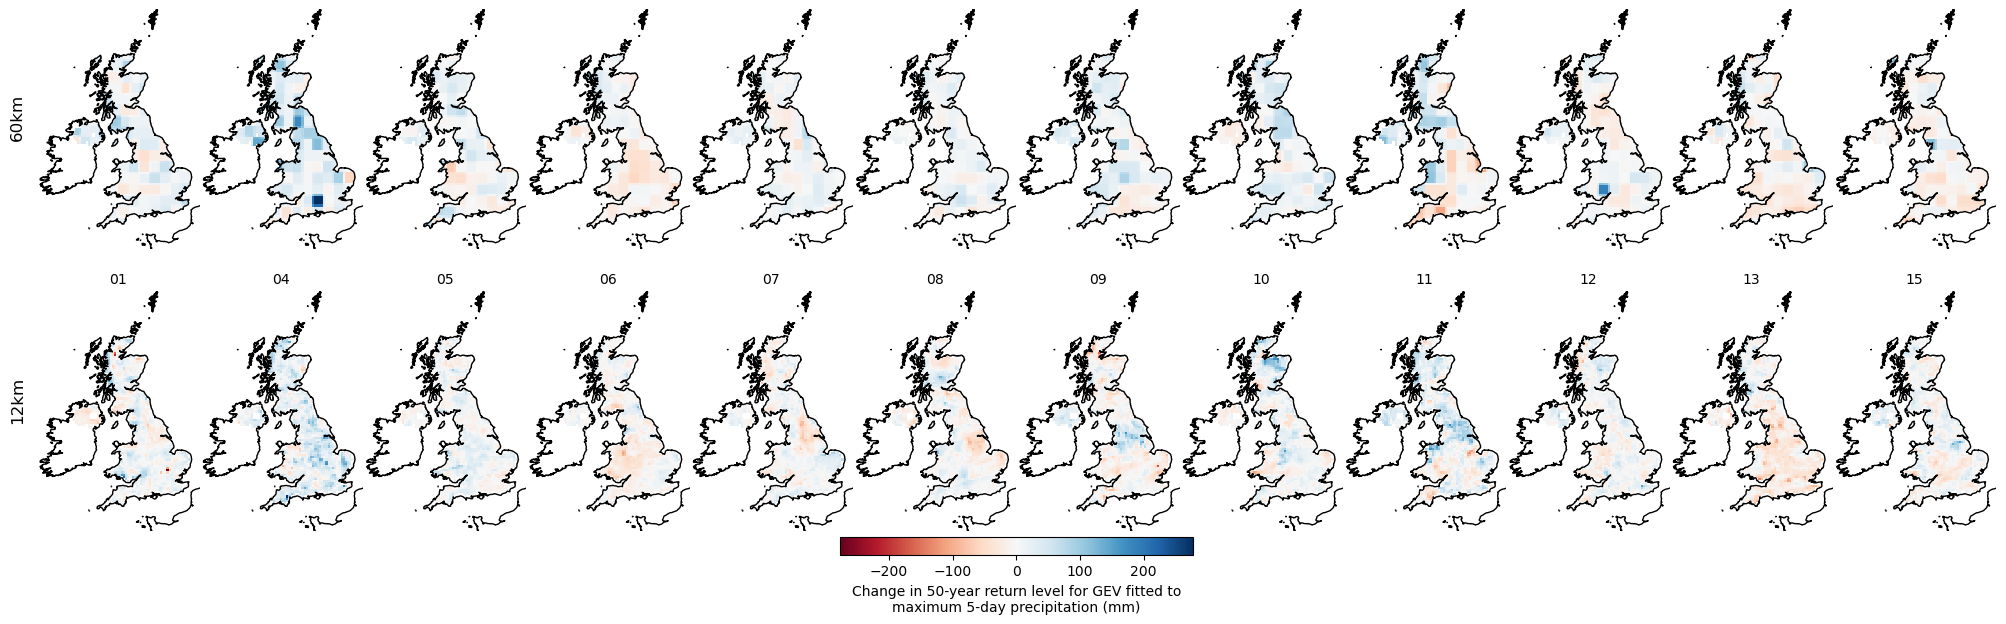 60km
01 04 05 06 07 08 09 10 11 12 13 15
12km
−200 −100 0 100 200
Change in 50-year return level for GEV fitted to
maximum 5-day precipitation (mm)